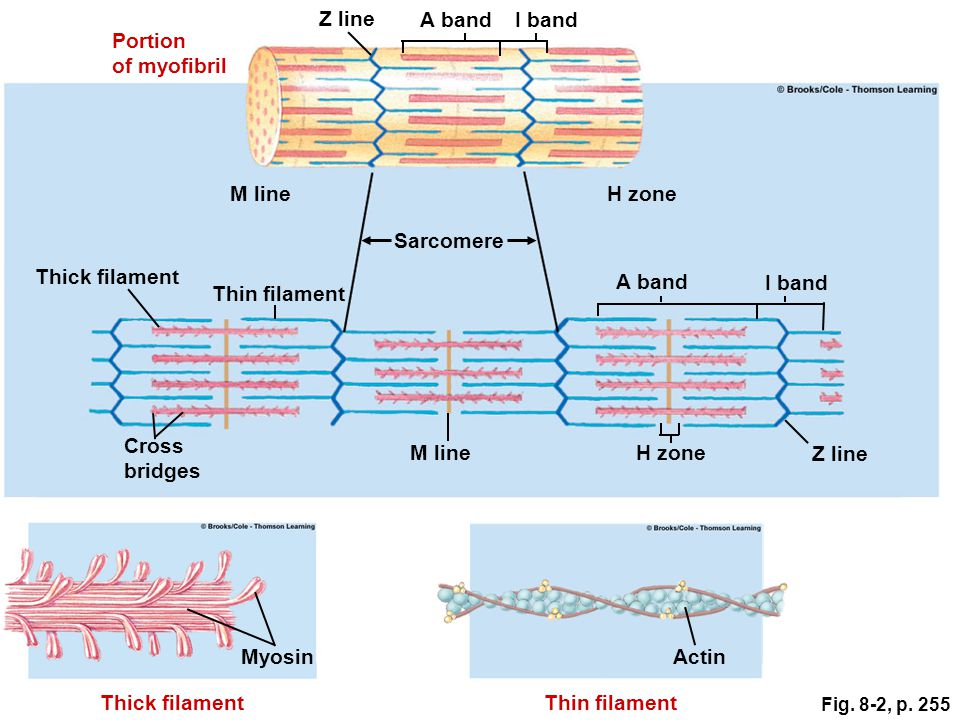 Z line
A band
I band
Portion
of myofibril
© Brooks/Cole - Thomson Learning
M line
H zone
Sarcomere
Thick filament
Thin filament
A band
I band
Cross
bridges
M line
H zone
Z line
© Brooks/Cole - Thomson Learning
© Brooks/Cole - Thomson Learning
Myosin
Actin
Thick filament
Thin filament
Fig. 8-2, p. 255